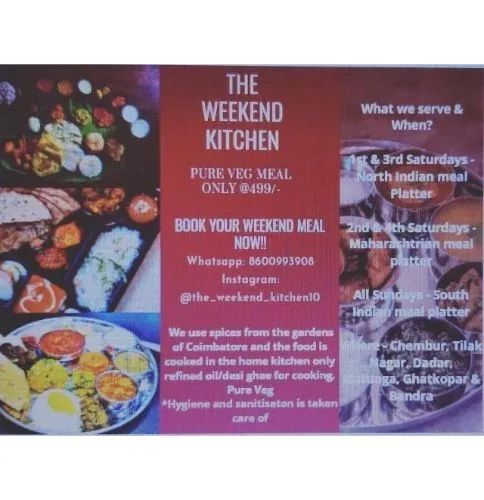 THE
WEEKEND
KITCHEN
PURE VEG MEAL
ONLY @499/-
BOOK YOUR WEEKEND MEAL
NOW!!
Whatsapp: 8600993908
Instagram:
@the_weekend_kitchen10
We use spices from the gardens
of Coimbatore and the food is
cooked in the home kitchen only
refined oil/desi ghee for cooking.
Pure Veg
*Hygiene and sanitisation is taken
care of
What we serve &
When?
1st & 3rd Saturdays -
North Indian meal
Platter
2nd & 4th Saturdays -
Maharashtrian meal
platter
All Sundays - South
Indian meal platter
Where - Chembur, Tilak
Nagar, Dadar,
Matunga, Ghatkopar &
Bandra